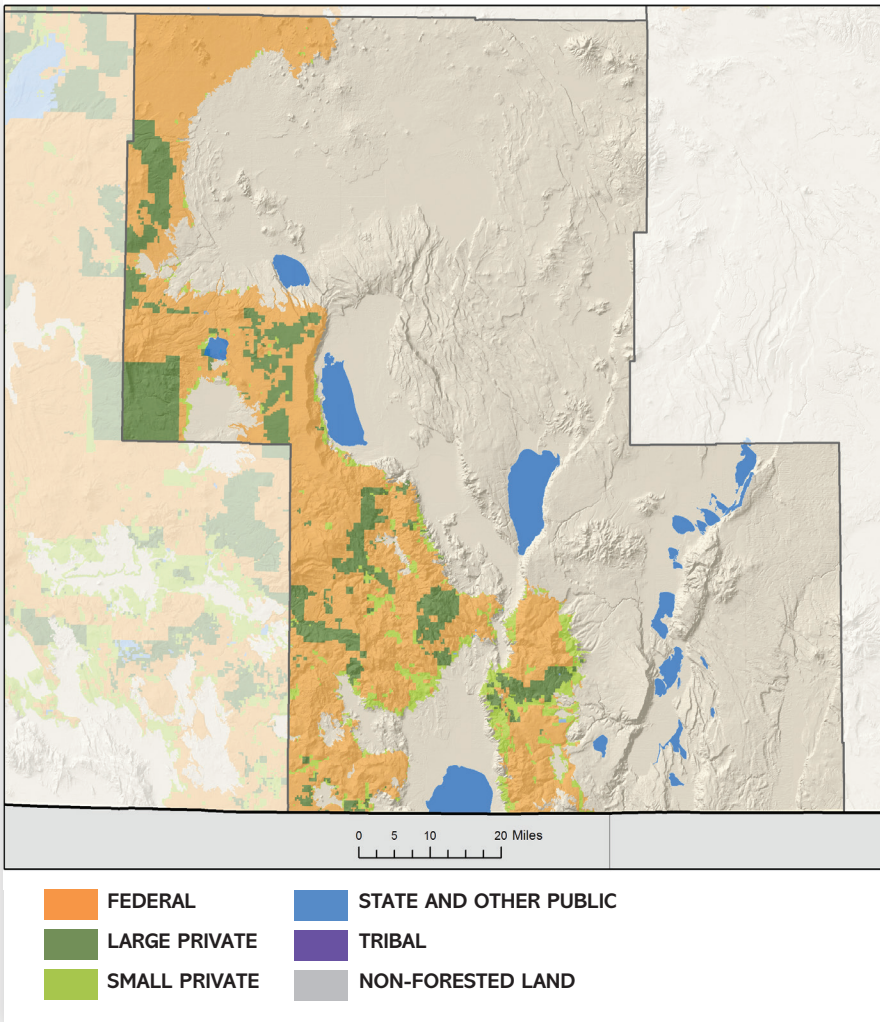 0 5 10 20 Miles
FEDERAL
LARGE PRIVATE
SMALL PRIVATE
STATE AND OTHER PUBLIC
TRIBAL
NON-FORESTED LAND